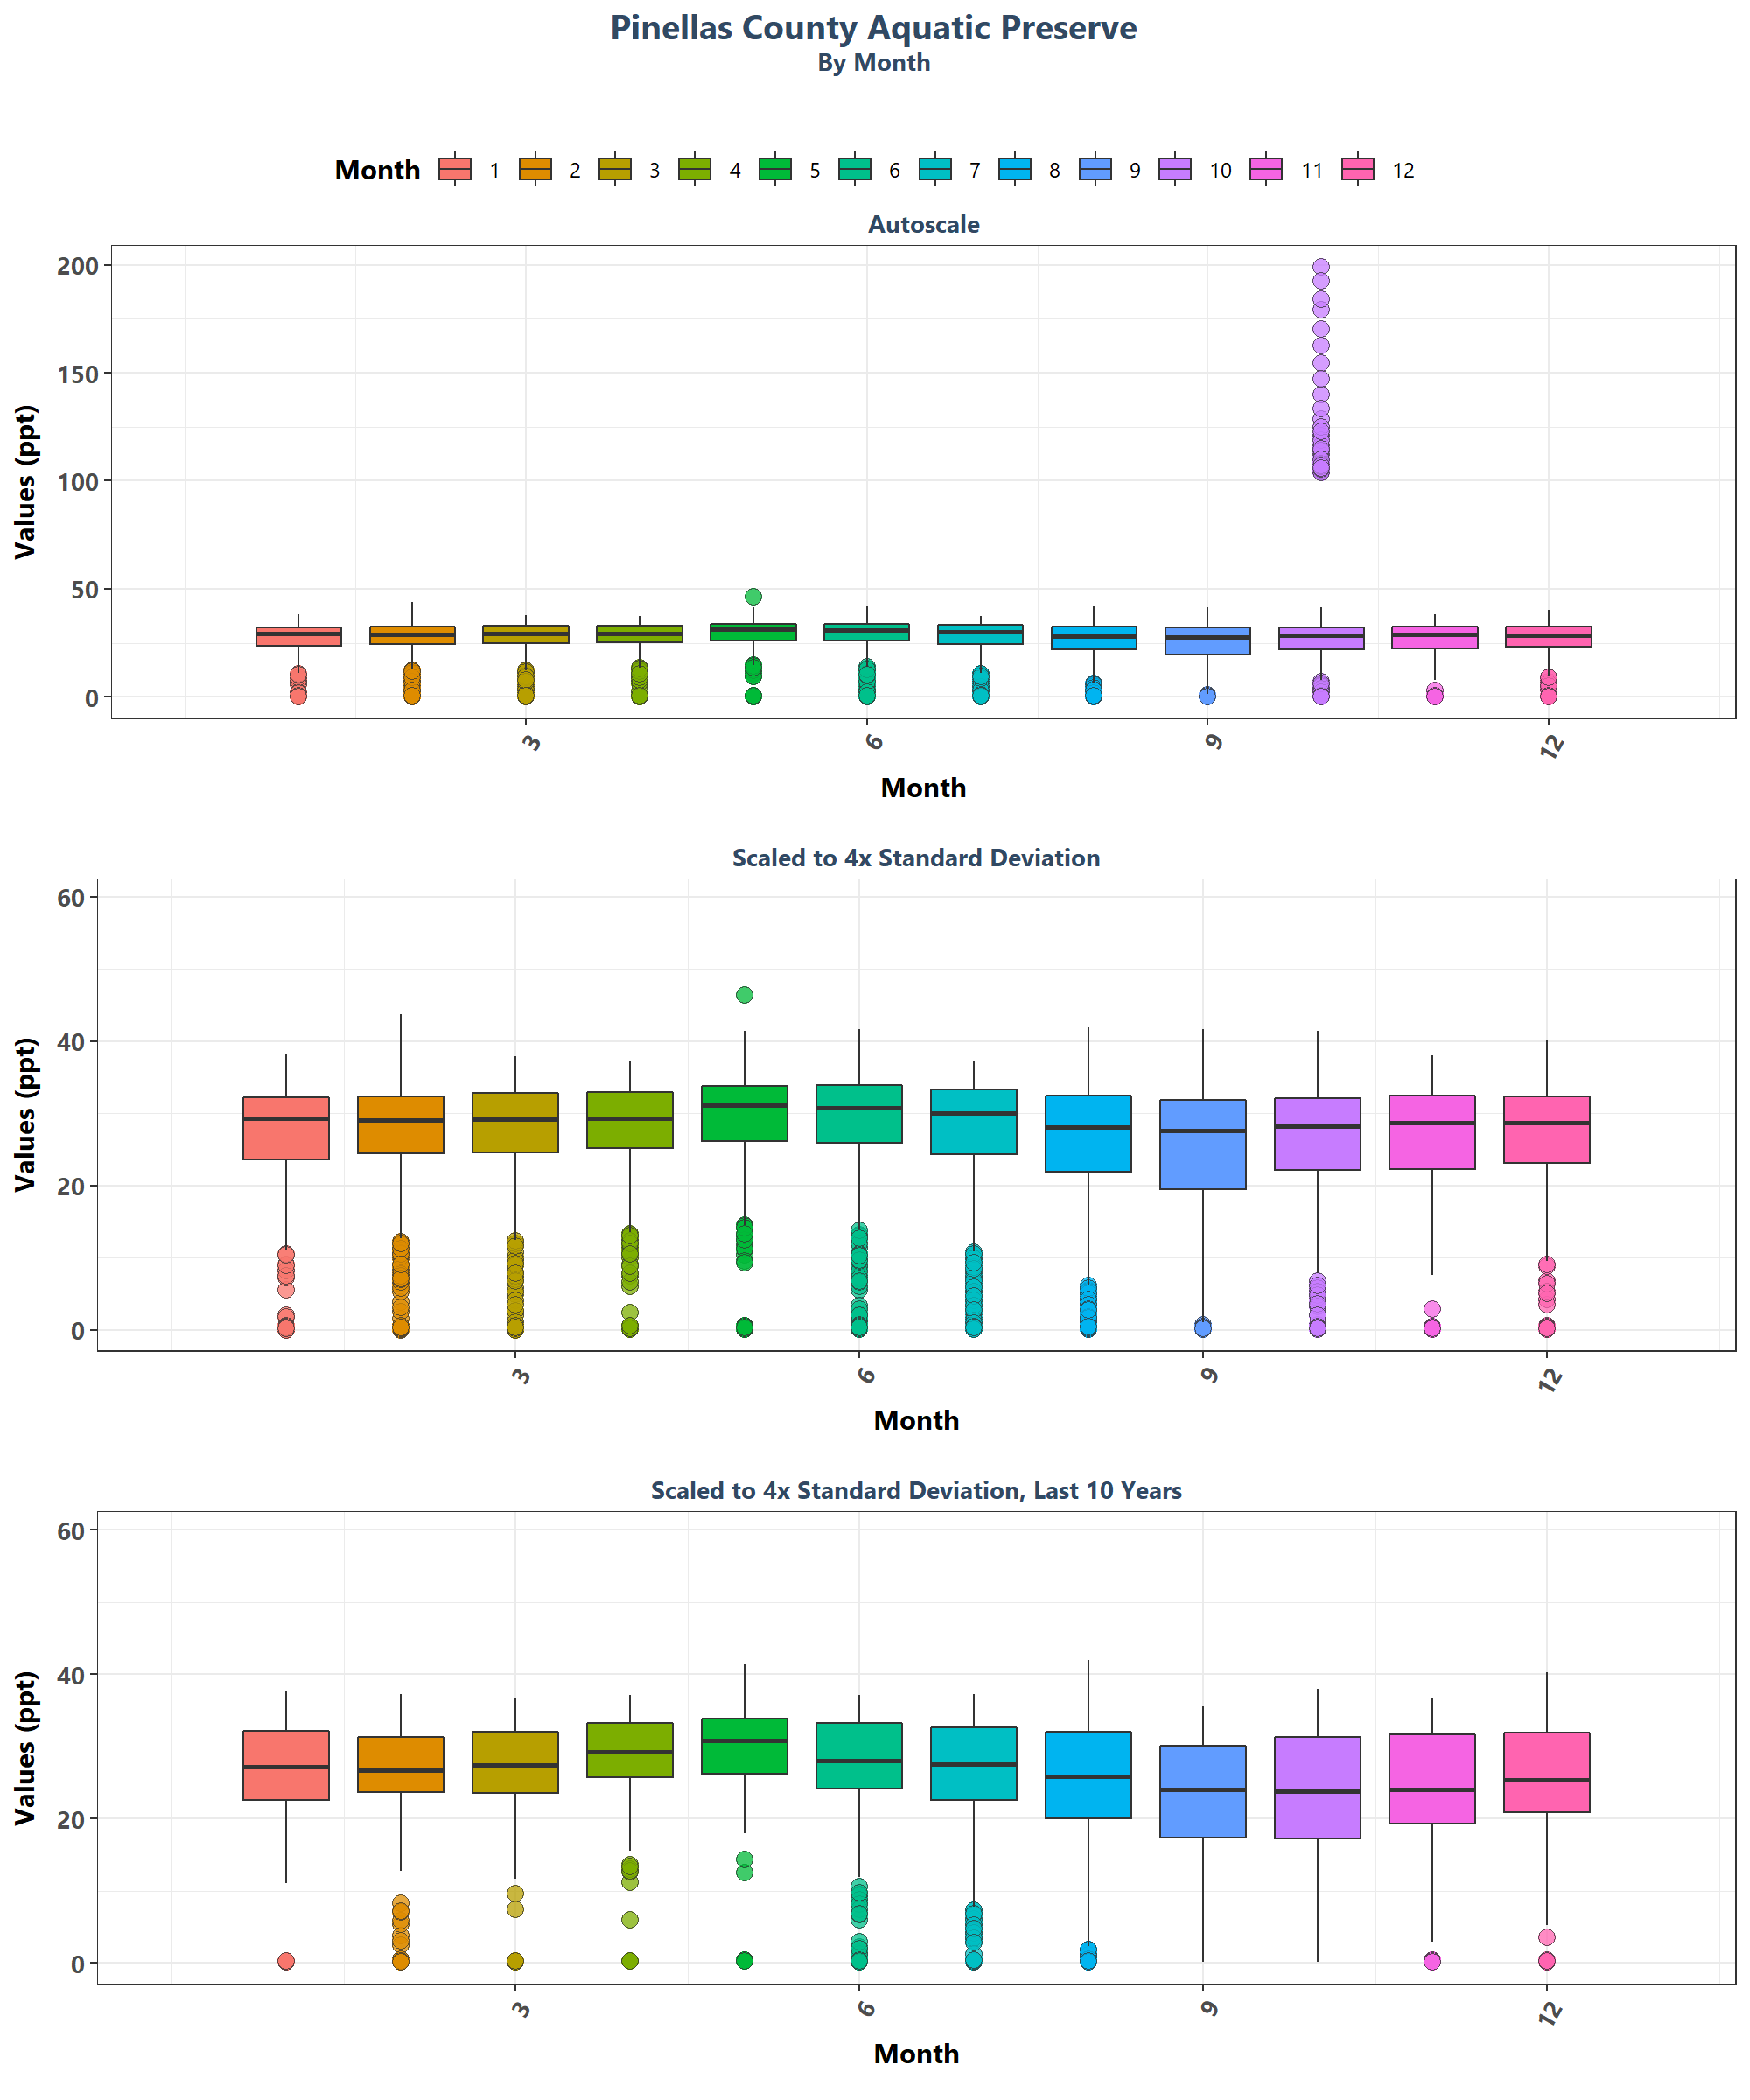 Pinellas County Aquatic Preserve
By Month
Month 1 2 3 4 5 6 7 8 9 10 11 12
Autoscale
Values (ppt)
200
150
100
50
0
3 6 9 12
Month
Scaled to 4x Standard Deviation
Values (ppt)
60
40
20
0
3 6 9 12
Month
Scaled to 4x Standard Deviation, Last 10 Years
Values (ppt)
60
40
20
0
3 6 9 12
Month